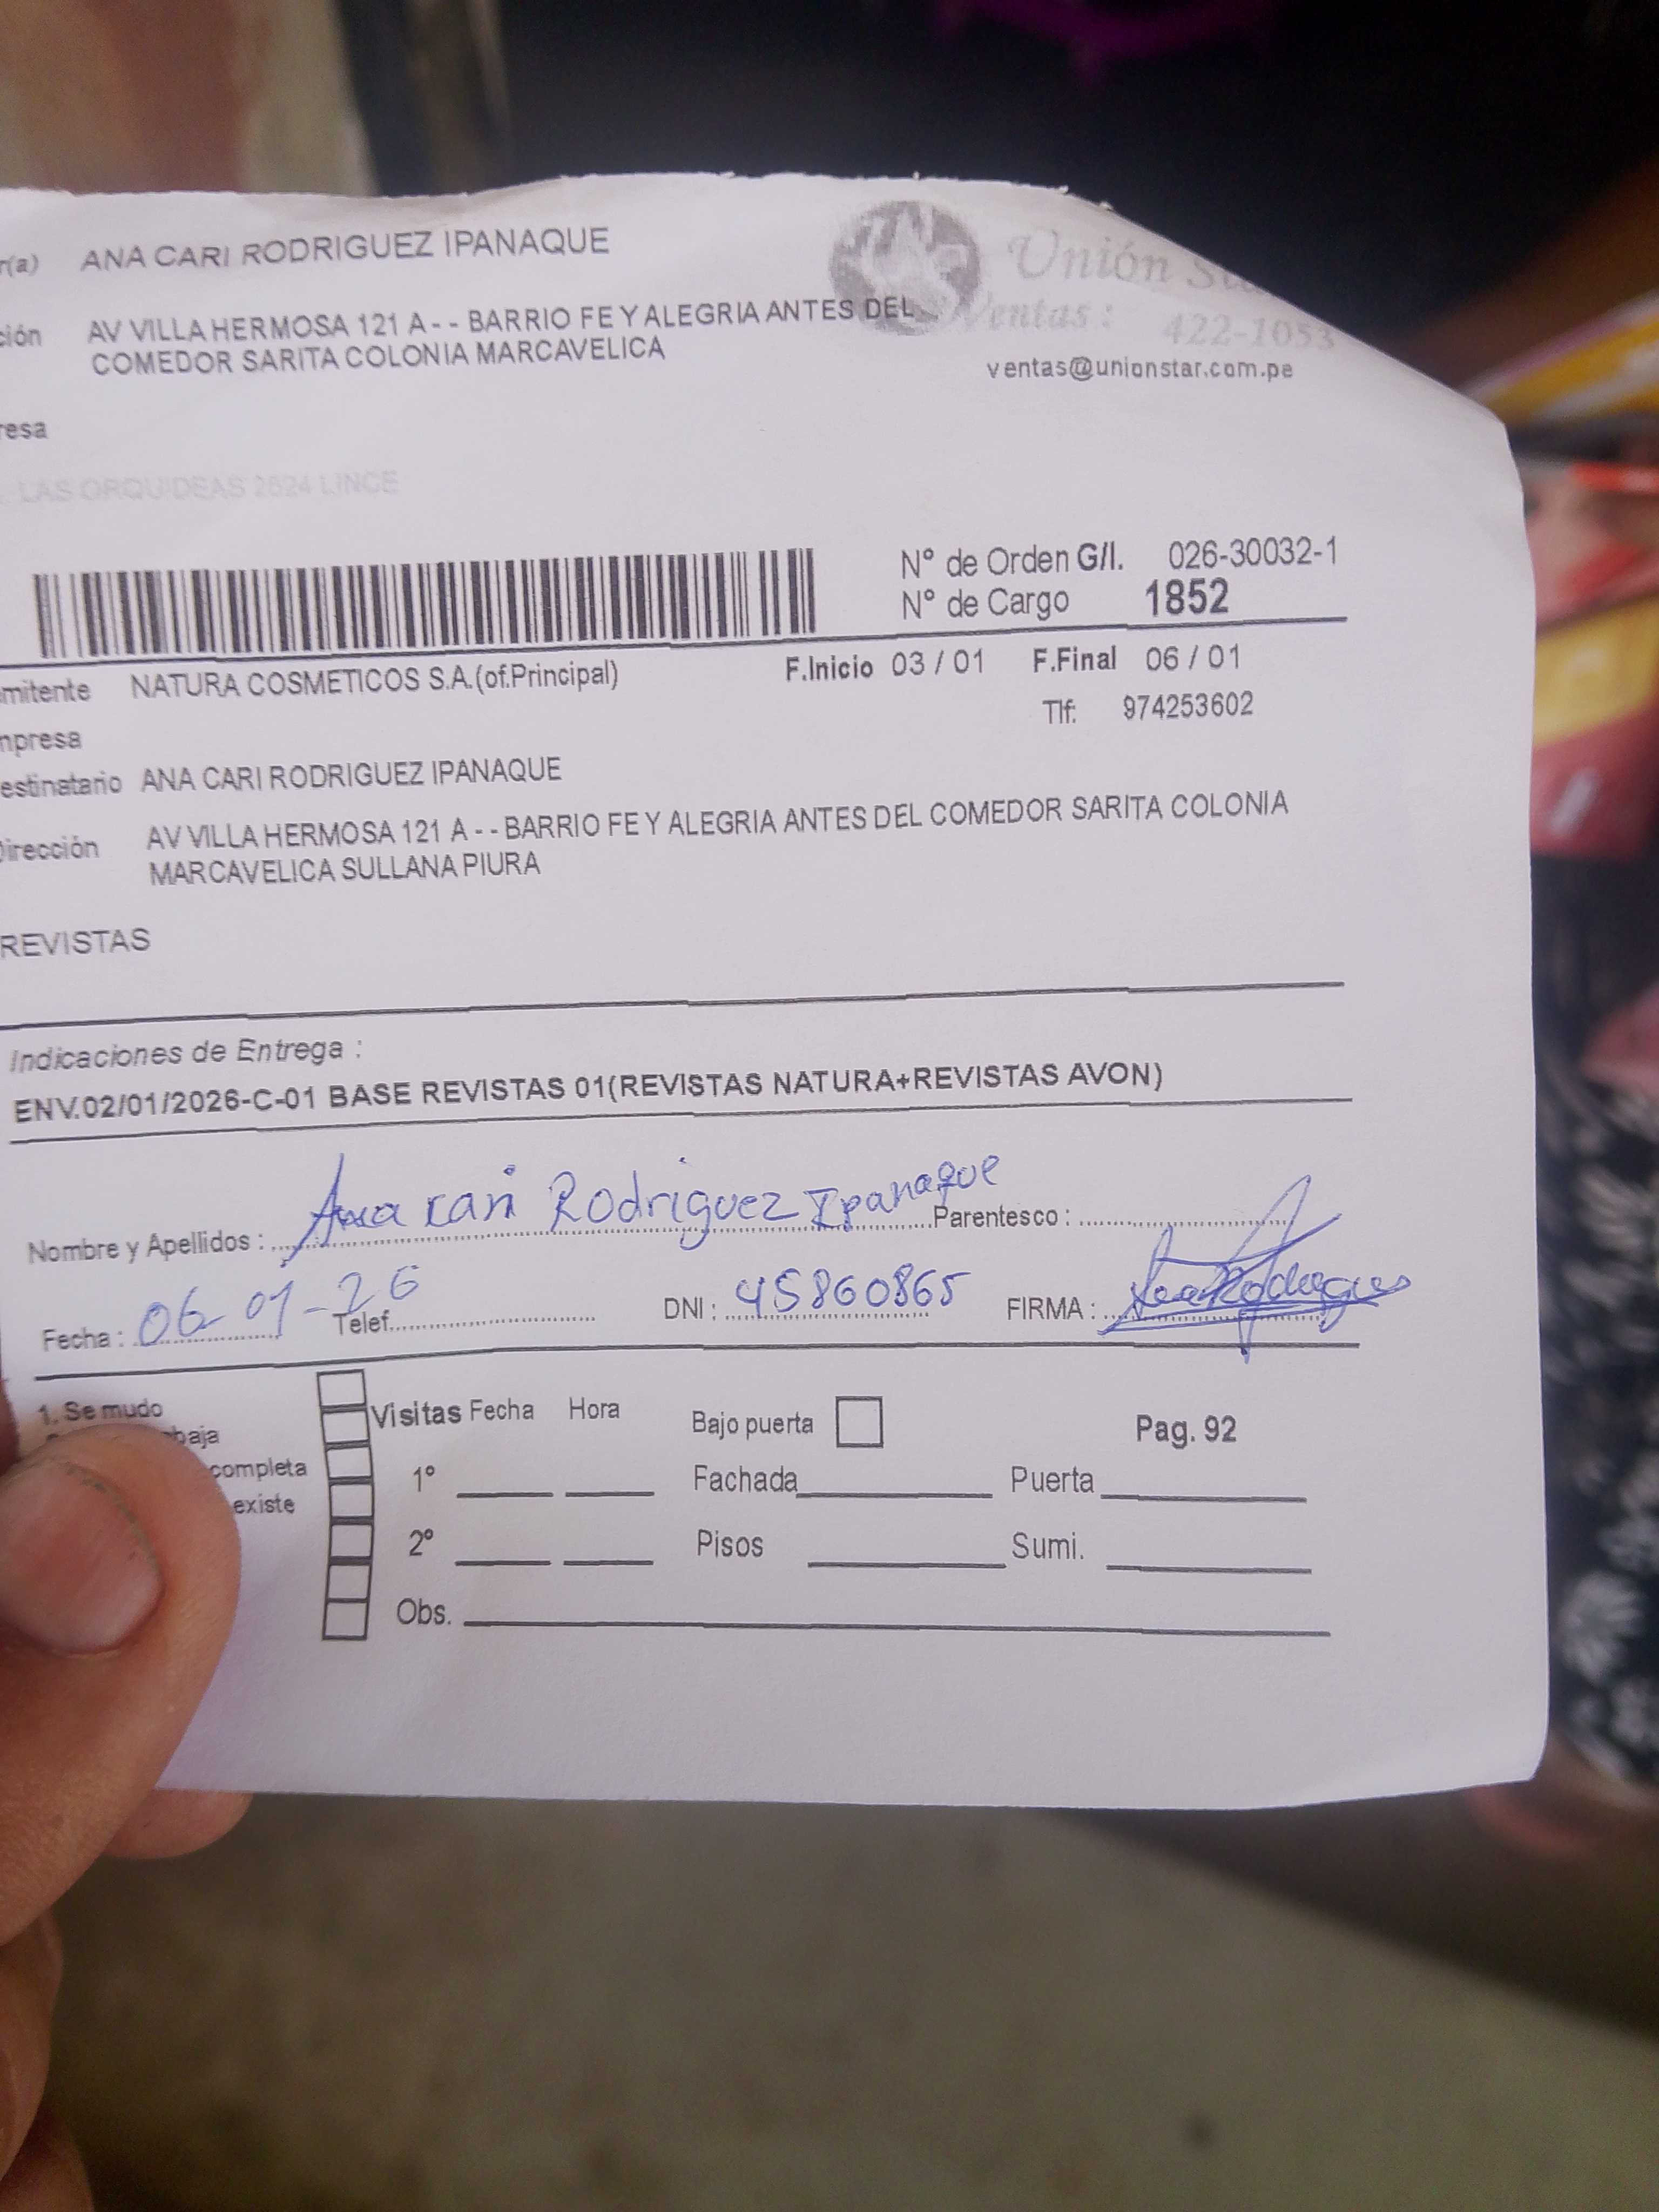 r(a) ANA CARI RODRIGUEZ IPANAQUE
Unión
ción AV VILLA HERMOSA 121 A - - BARRIO FE Y ALEGRIA ANTES DEL
COMEDOR SARITA COLONIA MARCAVELICA
Ventas : 422-1053
ventas@unionstar.com.pe
resa
LAS ORQUIDEAS 2624 LINCE
N° de Orden G/I. 026-30032-1
N° de Cargo 1852
mitente NATURA COSMETICOS S.A.(of.Principal) F.Inicio 03 / 01 F.Final 06 / 01
mpresa Tlf: 974253602
estinatario ANA CARI RODRIGUEZ IPANAQUE
Dirección AV VILLA HERMOSA 121 A - - BARRIO FE Y ALEGRIA ANTES DEL COMEDOR SARITA COLONIA
MARCAVELICA SULLANA PIURA
REVISTAS
Indicaciones de Entrega :
ENV.02/01/2026-C-01 BASE REVISTAS 01(REVISTAS NATURA+REVISTAS AVON)
Nombre y Apellidos : Ana cari Rodriguez Ipanaque Parentesco :
Fecha : 06-01-26 Telef. DNI : 45860865 FIRMA :
1. Se mudo
baja
completa
existe
Visitas Fecha Hora Bajo puerta Pag. 92
1° Fachada Puerta
2° Pisos Sumi.
Obs.